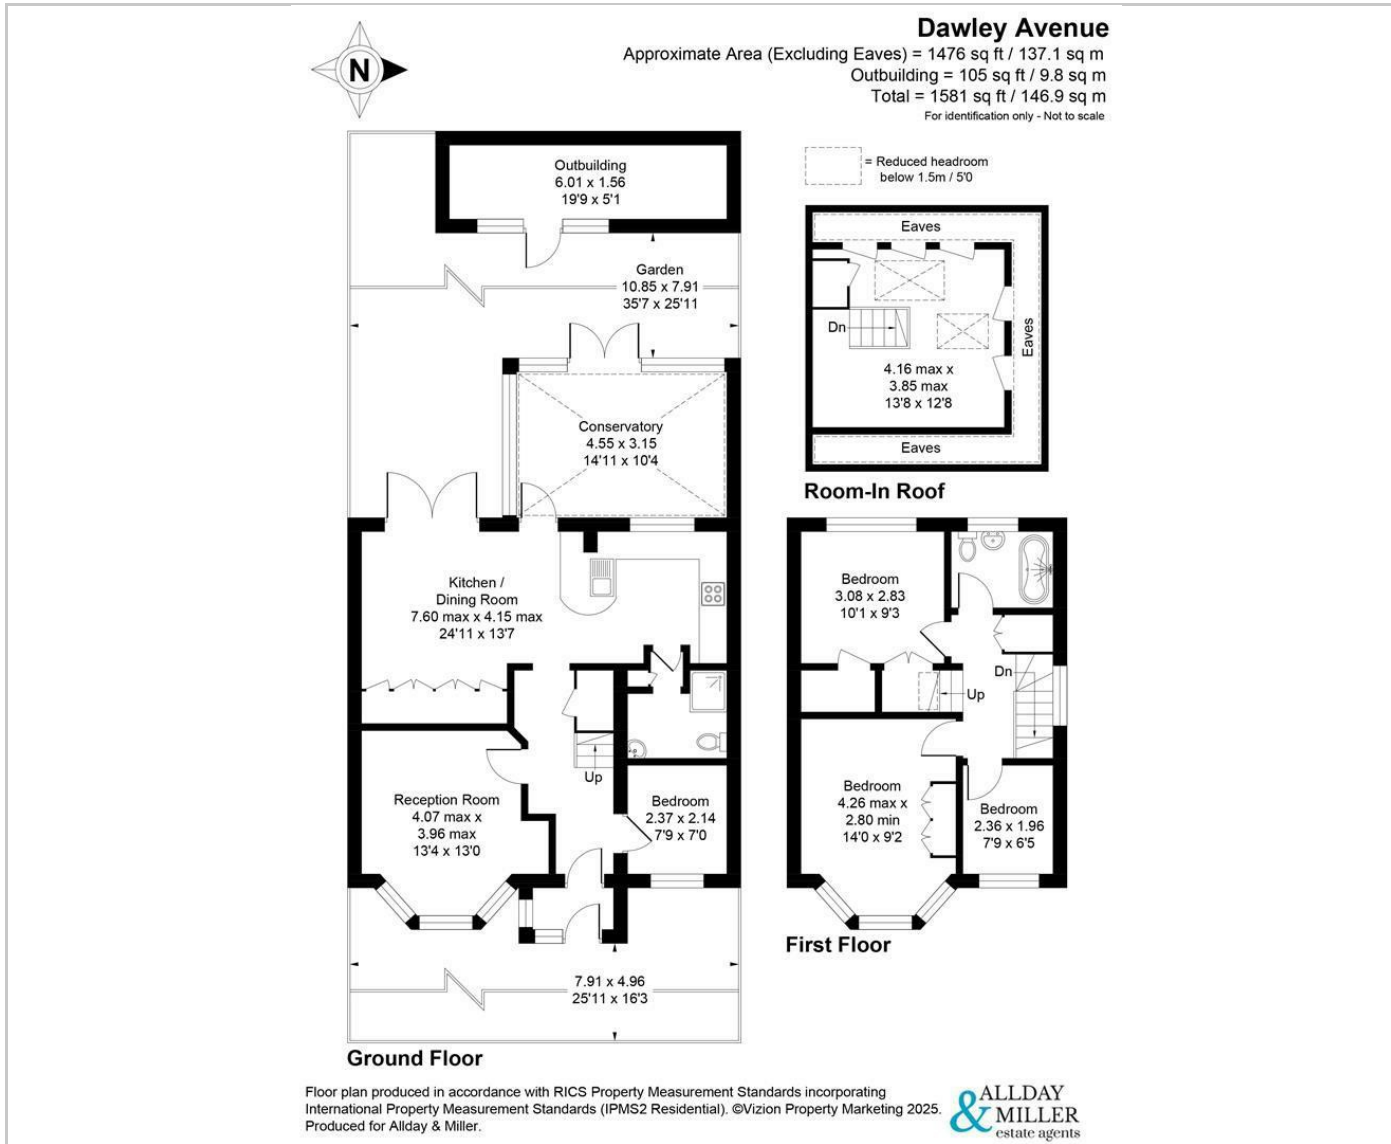 Dawley Avenue
Approximate Area (Excluding Eaves) = 1476 sq ft / 137.1 sq m
Outbuilding = 105 sq ft / 9.8 sq m
Total = 1581 sq ft / 146.9 sq m
For identification only - Not to scale
N
= Reduced headroom
below 1.5m / 5'0
Outbuilding
6.01 x 1.56
19'9 x 5'1
Garden
10.85 x 7.91
35'7 x 25'11
Conservatory
4.55 x 3.15
14'11 x 10'4
Kitchen /
Dining Room
7.60 max x 4.15 max
24'11 x 13'7
Up
Reception Room
4.07 max x
3.96 max
13'4 x 13'0
Bedroom
2.37 x 2.14
7'9 x 7'0
7.91 x 4.96
25'11 x 16'3
Ground Floor
Eaves
Dn
Eaves
4.16 max x
3.85 max
13'8 x 12'8
Eaves
Room-In Roof
Bedroom
3.08 x 2.83
10'1 x 9'3
Dn
Up
Bedroom
4.26 max x
2.80 min
14'0 x 9'2
Bedroom
2.36 x 1.96
7'9 x 6'5
First Floor
Floor plan produced in accordance with RICS Property Measurement Standards incorporating
International Property Measurement Standards (IPMS2 Residential). ©Vizion Property Marketing 2025.
Produced for Allday & Miller.
ALLDAY
& MILLER
estate agents